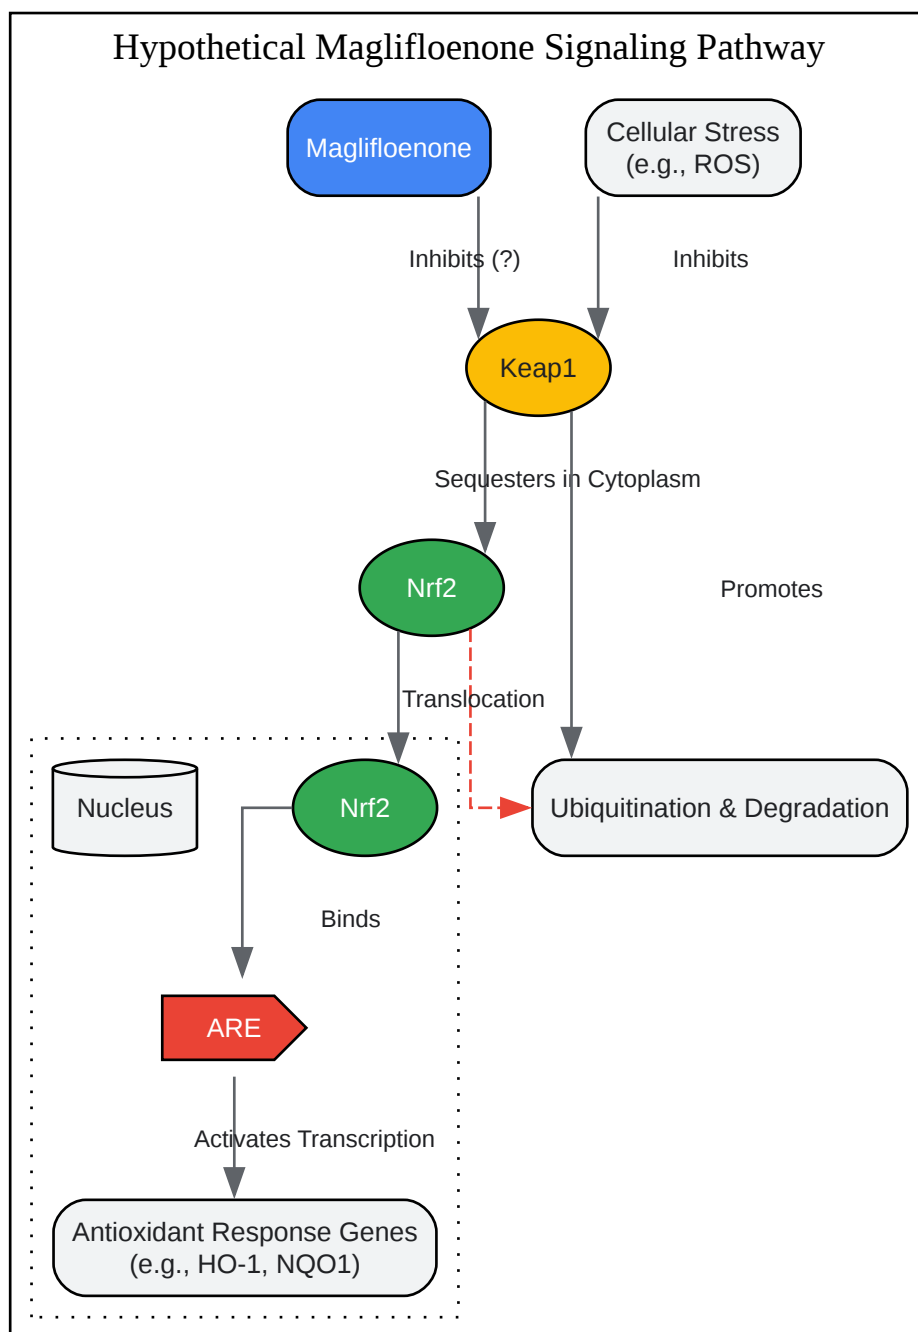 Hypothetical Maglifloenone Signaling Pathway
Maglifloenone
Cellular Stress
(e.g., ROS)
Inhibits (?)
Inhibits
Keap1
Sequesters in Cytoplasm
Nrf2
Promotes
Translocation
Nucleus
Nrf2
Ubiquitination & Degradation
Binds
ARE
Activates Transcription
Antioxidant Response Genes
(e.g., HO-1, NQO1)